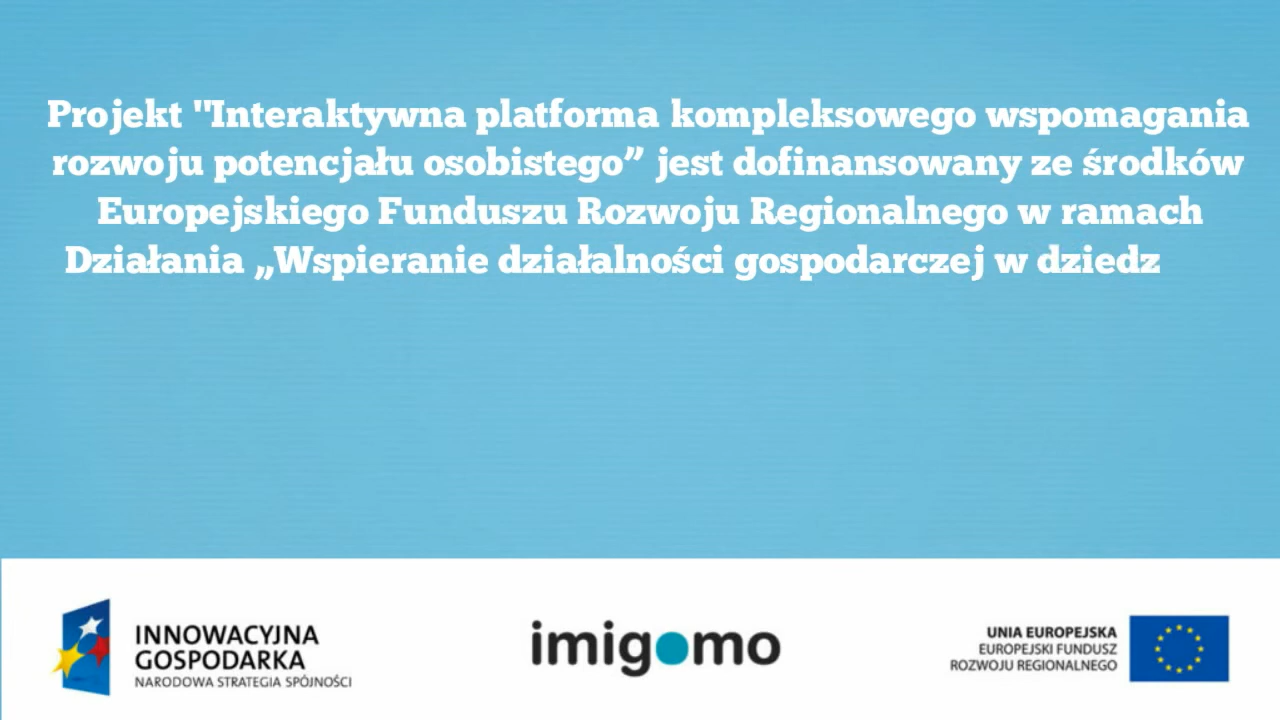 Projekt "Interaktywna platforma kompleksowego wspomagania
rozwoju potencjału osobistego” jest dofinansowany ze środków
Europejskiego Funduszu Rozwoju Regionalnego w ramach
Działania „Wspieranie działalności gospodarczej w dziedz
INNOWACYJNA
GOSPODARKA
NARODOWA STRATEGIA SPÓJNOŚCI
imigomo
UNIA EUROPEJSKA
EUROPEJSKI FUNDUSZ
ROZWOJU REGIONALNEGO